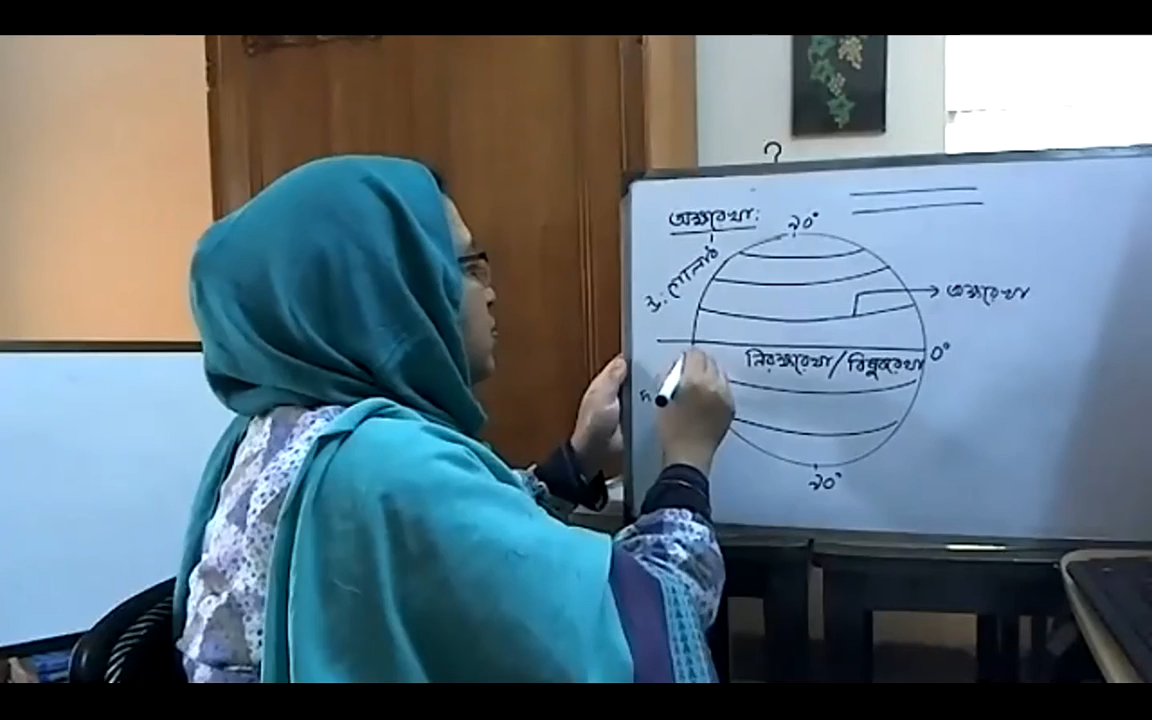 অক্ষরেখা:
৯০°
উ: গোলার্ধ
অক্ষরেখা
নিরক্ষরেখা/বিষুবরেখা
0°
৯০°